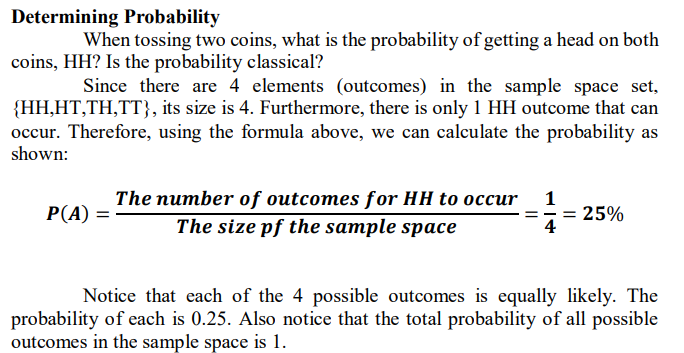 Determining Probability
When tossing two coins, what is the probability of getting a head on both
coins, HH? Is the probability classical?
Since there are 4 elements (outcomes) in the sample space set,
{HH,HT,TH,TT}, its size is 4. Furthermore, there is only 1 HH outcome that can
occur. Therefore, using the formula above, we can calculate the probability as
shown:
P(A) = The number of outcomes for HH to occur / The size pf the sample space = 1/4 = 25%
Notice that each of the 4 possible outcomes is equally likely. The
probability of each is 0.25. Also notice that the total probability of all possible
outcomes in the sample space is 1.